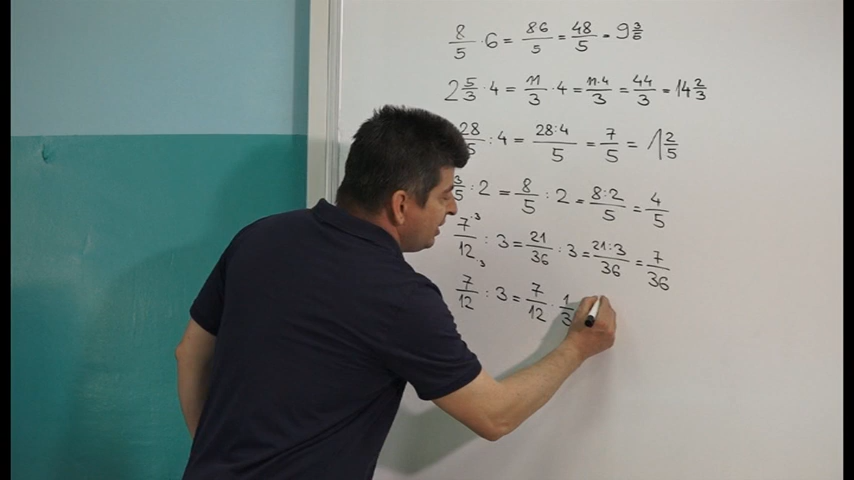 8/5 · 6 = 86/5 = 48/5 = 9 3/5
2 5/3 · 4 = 11/3 · 4 = 11·4/3 = 44/3 = 14 2/3
28/5 : 4 = 28:4/5 = 7/5 = 1 2/5
3/5 : 2 = 8/5 : 2 = 8:2/5 = 4/5
7·3/12·3 : 3 = 21/36 : 3 = 21:3/36 = 7/36
7/12 : 3 = 7/12 · 1/3